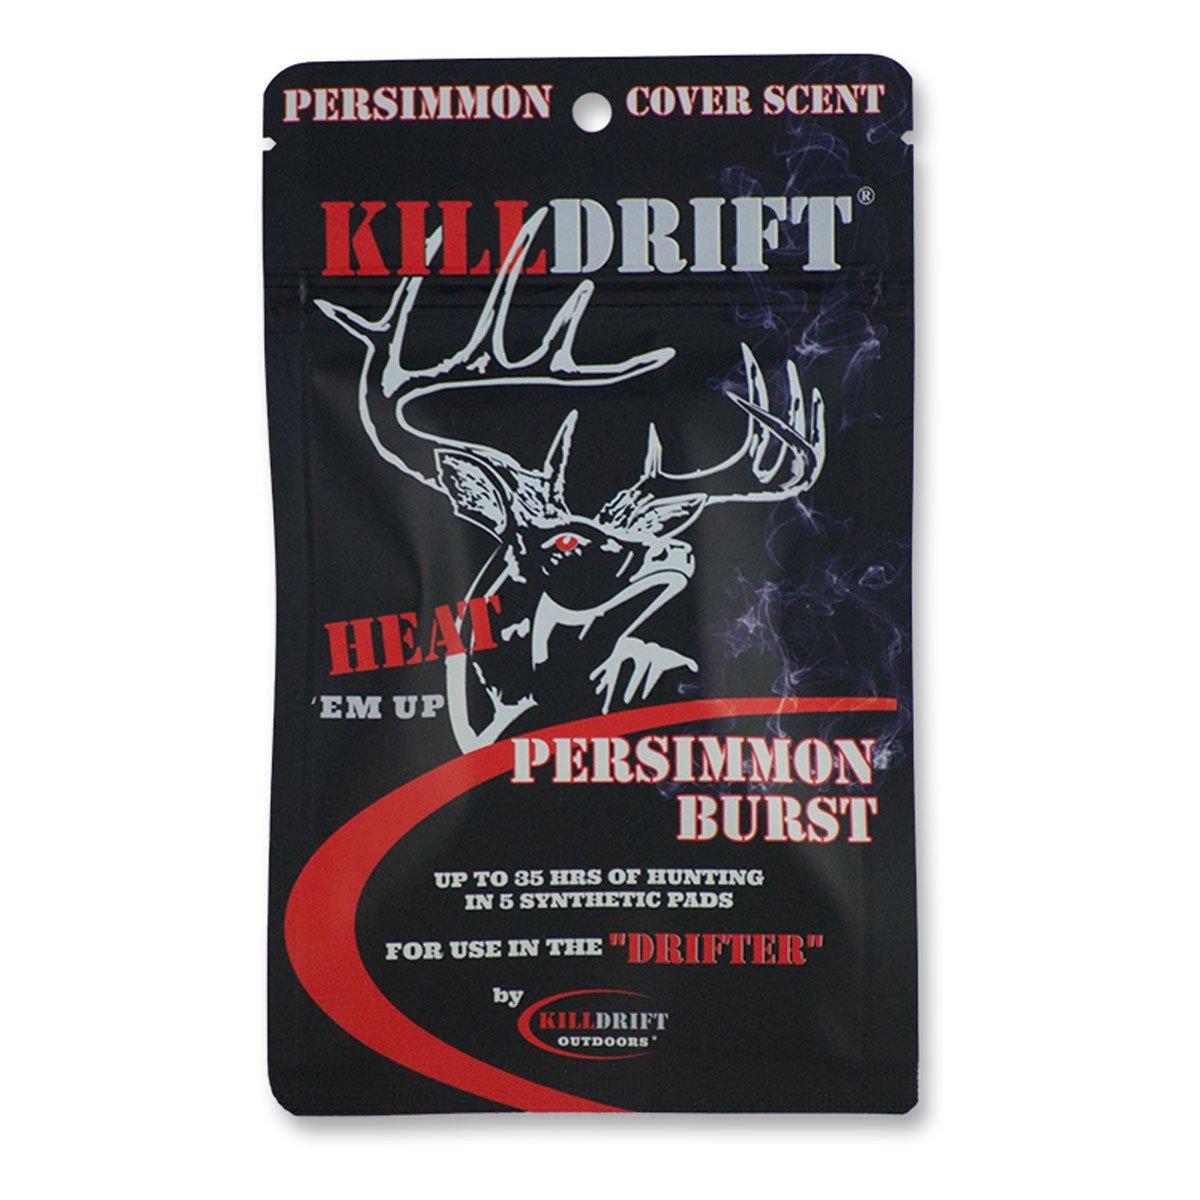 PERSIMMON COVER SCENT
KILLDRIFT®
HEAT
'EM UP
PERSIMMON
BURST
UP TO 35 HRS OF HUNTING
IN 5 SYNTHETIC PADS
FOR USE IN THE "DRIFTER"
by KILLDRIFT
OUTDOORS®